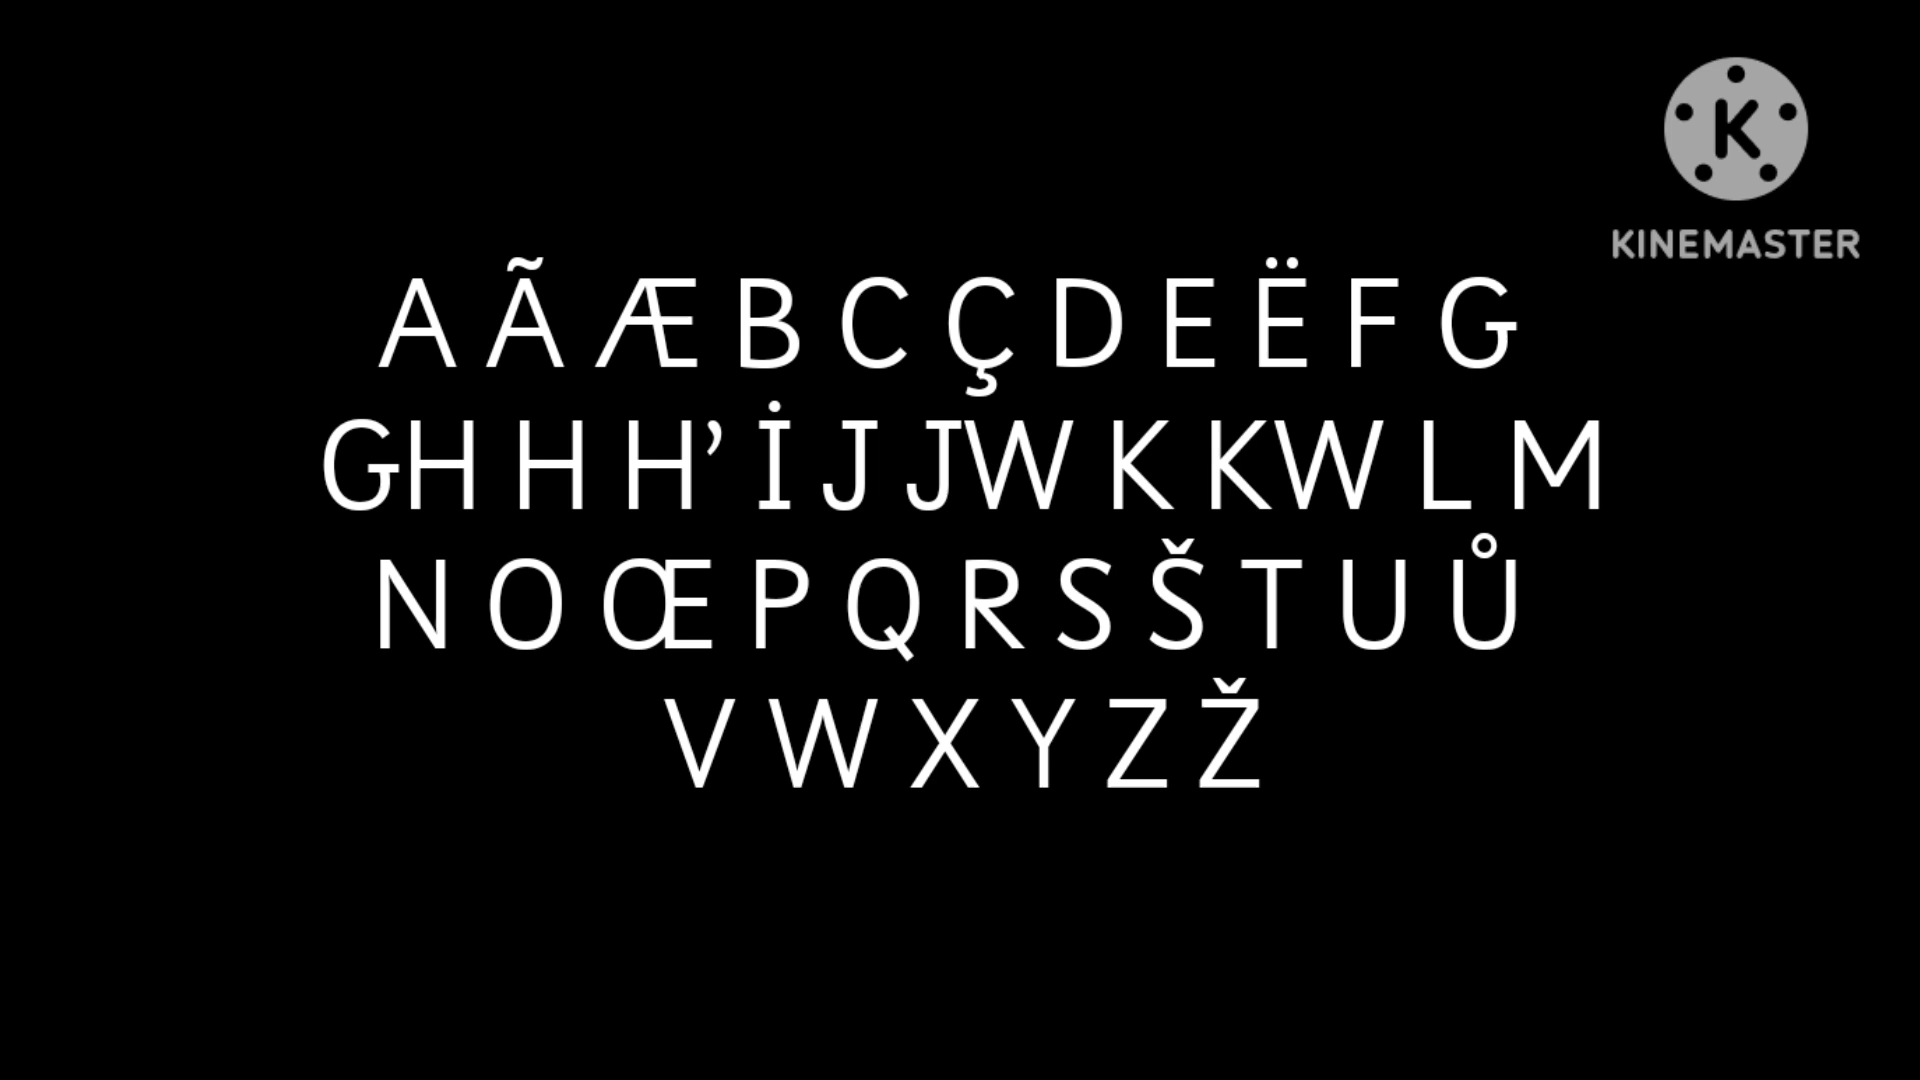 K
KINEMASTER
A Ã Æ B C Ç D E Ë F G
GH H H’ İ J JW K KW L M
N O Œ P Q R S Š T U Ů
V W X Y Z Ž